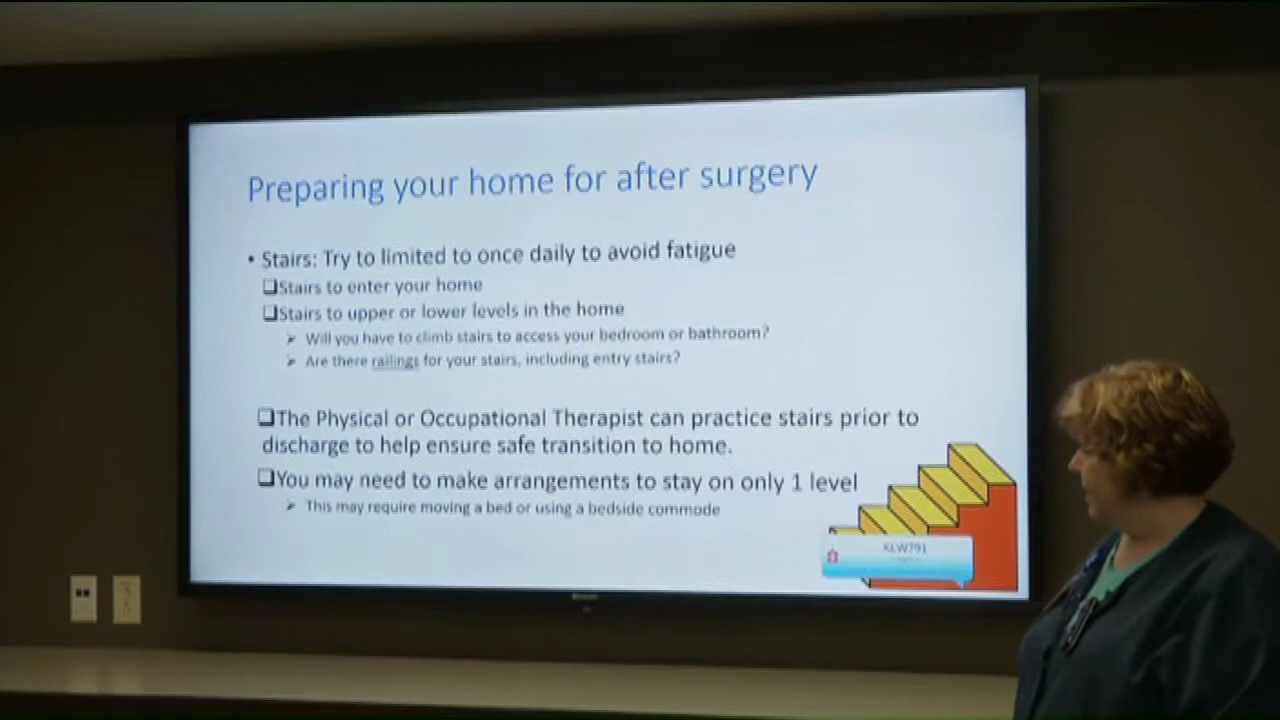 Preparing your home for after surgery
• Stairs: Try to limited to once daily to avoid fatigue
❑Stairs to enter your home
❑Stairs to upper or lower levels in the home
➢ Will you have to climb stairs to access your bedroom or bathroom?
➢ Are there railings for your stairs, including entry stairs?
❑The Physical or Occupational Therapist can practice stairs prior to
discharge to help ensure safe transition to home.
❑You may need to make arrangements to stay on only 1 level
➢ This may require moving a bed or using a bedside commode
KLW791